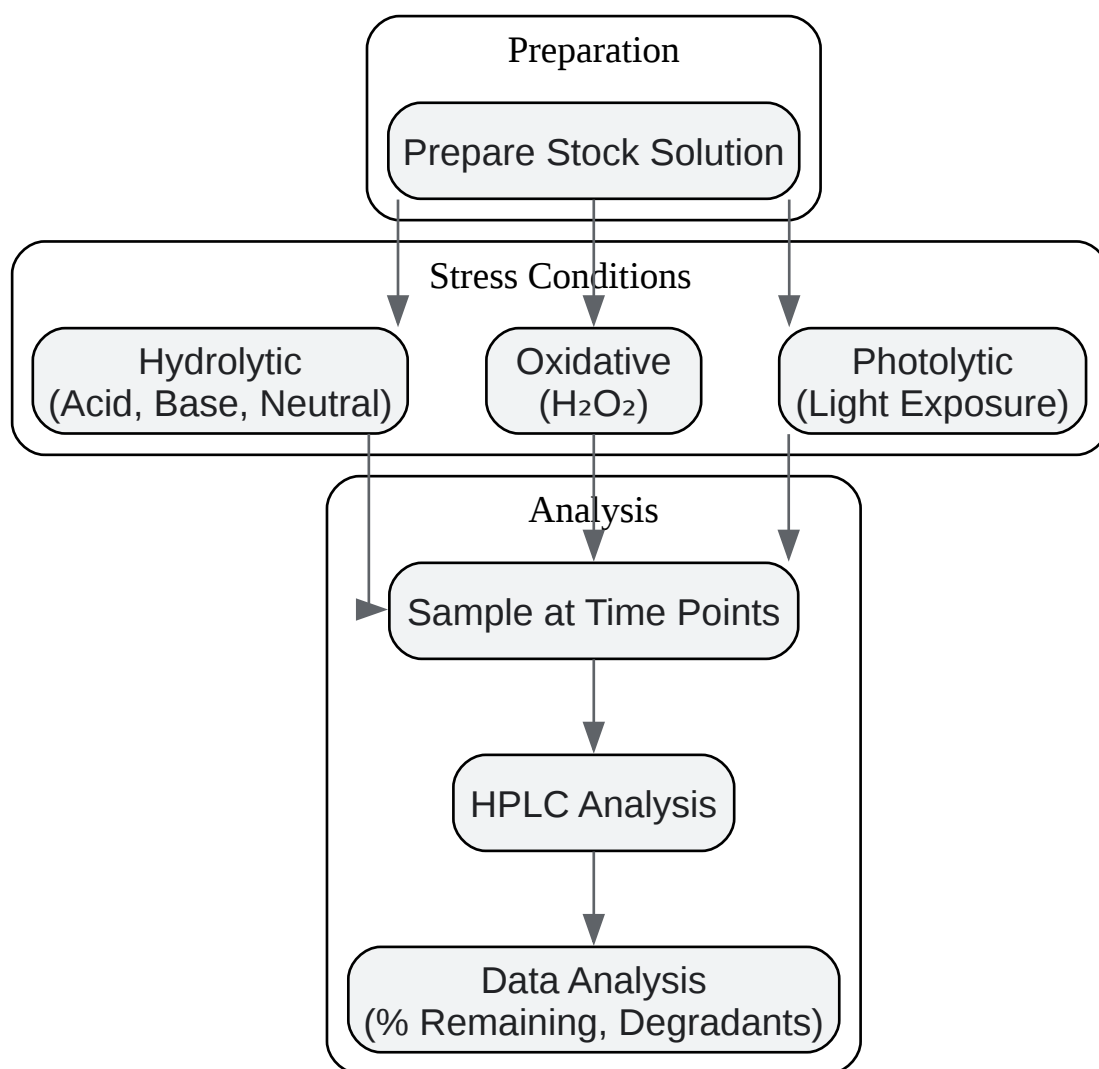 Preparation
Prepare Stock Solution
Stress Conditions
Hydrolytic
(Acid, Base, Neutral)
Oxidative
(H₂O₂)
Photolytic
(Light Exposure)
Analysis
Sample at Time Points
HPLC Analysis
Data Analysis
(% Remaining, Degradants)